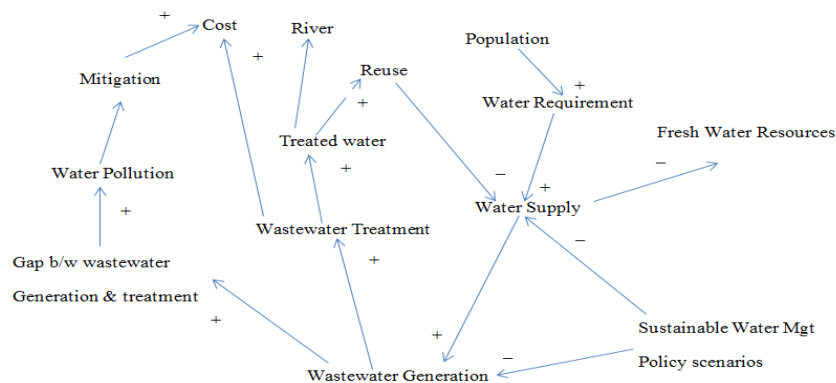 +
Cost
River
Population
+
Mitigation
Reuse
+
+
Water Requirement
Fresh Water Resources
Treated water
Water Pollution
+
−
−
+
+
Water Supply
Wastewater Treatment
−
Gap b/w wastewater
Generation & treatment
+
+
+
Sustainable Water Mgt
Policy scenarios
−
Wastewater Generation